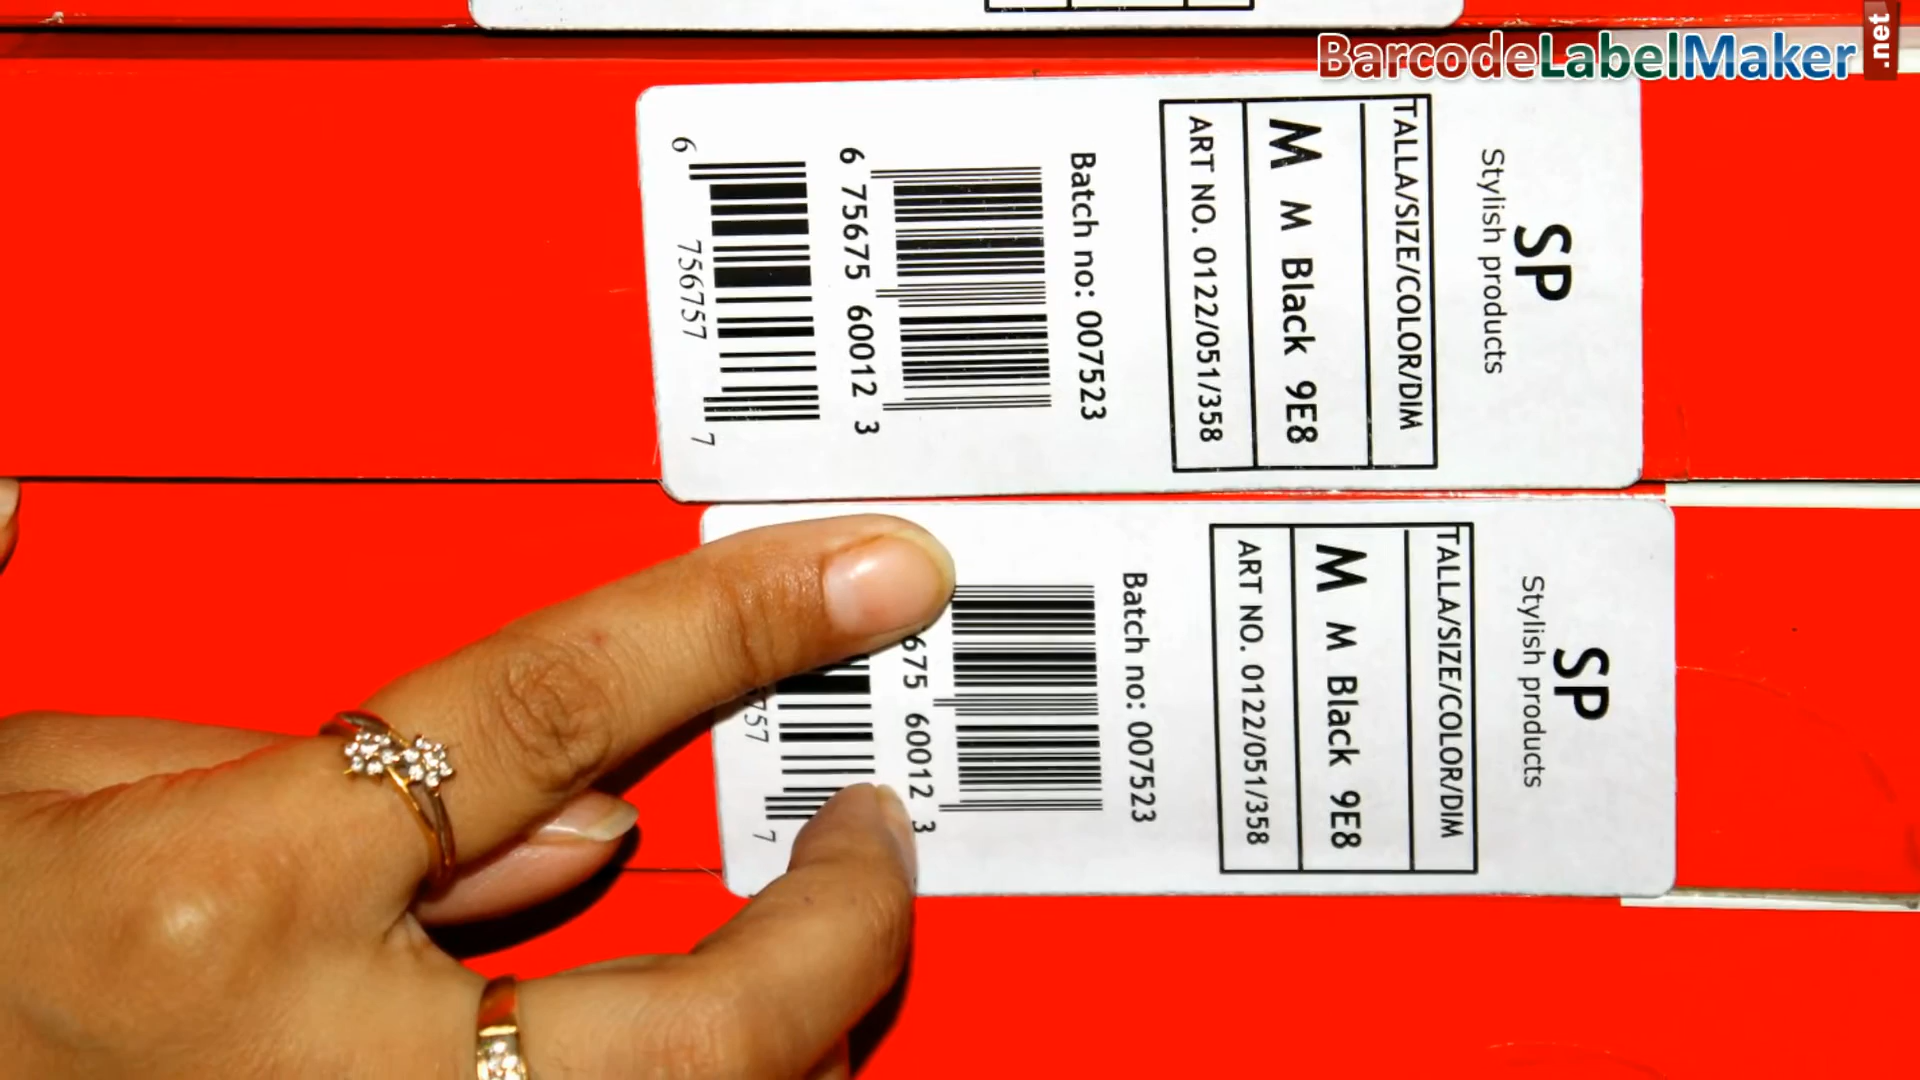 BarcodeLabelMaker.net
SP
Stylish products
TALLA/SIZE/COLOR/DIM
M M Black 9E8
ART NO. 0122/051/358
Batch no: 007523
6 75675 60012 3
6 756757 7
SP
Stylish products
TALLA/SIZE/COLOR/DIM
M M Black 9E8
ART NO. 0122/051/358
Batch no: 007523
675 60012 3
757 7